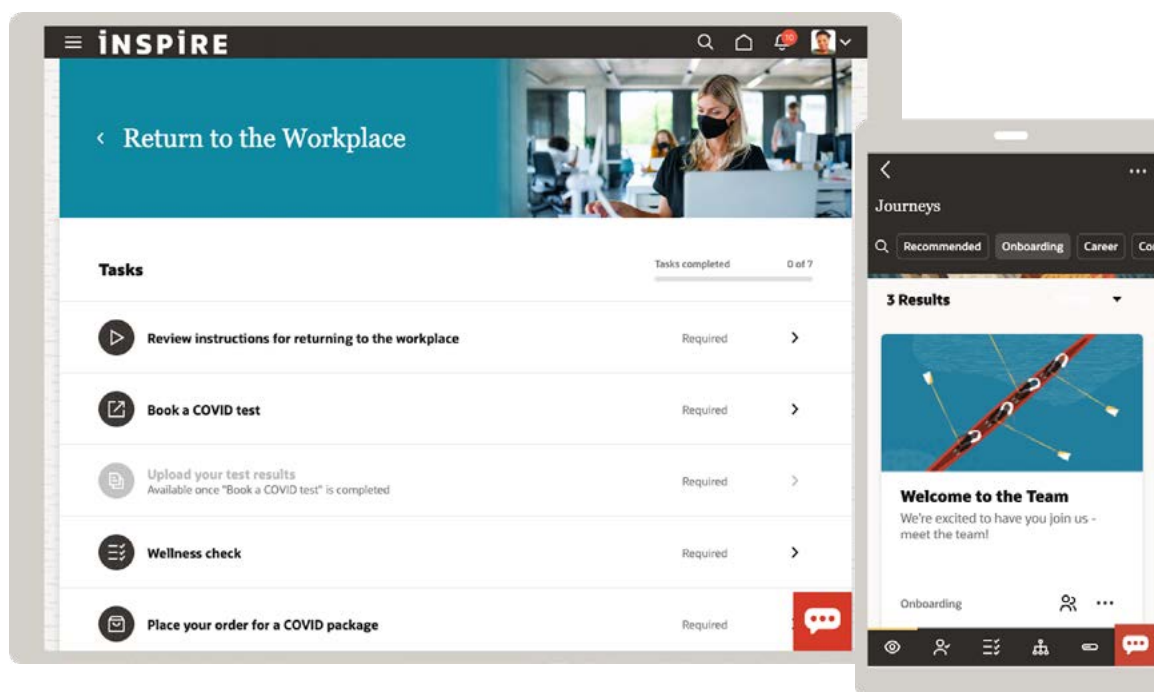 iNSPiRE
10
Return to the Workplace
Tasks
Tasks completed 0 of 7
Review instructions for returning to the workplace Required
Book a COVID test Required
Upload your test results
Available once "Book a COVID test" is completed
Required
Wellness check Required
Place your order for a COVID package Required
Journeys
Recommended Onboarding Career Co
3 Results
Welcome to the Team
We're excited to have you join us -
meet the team!
Onboarding